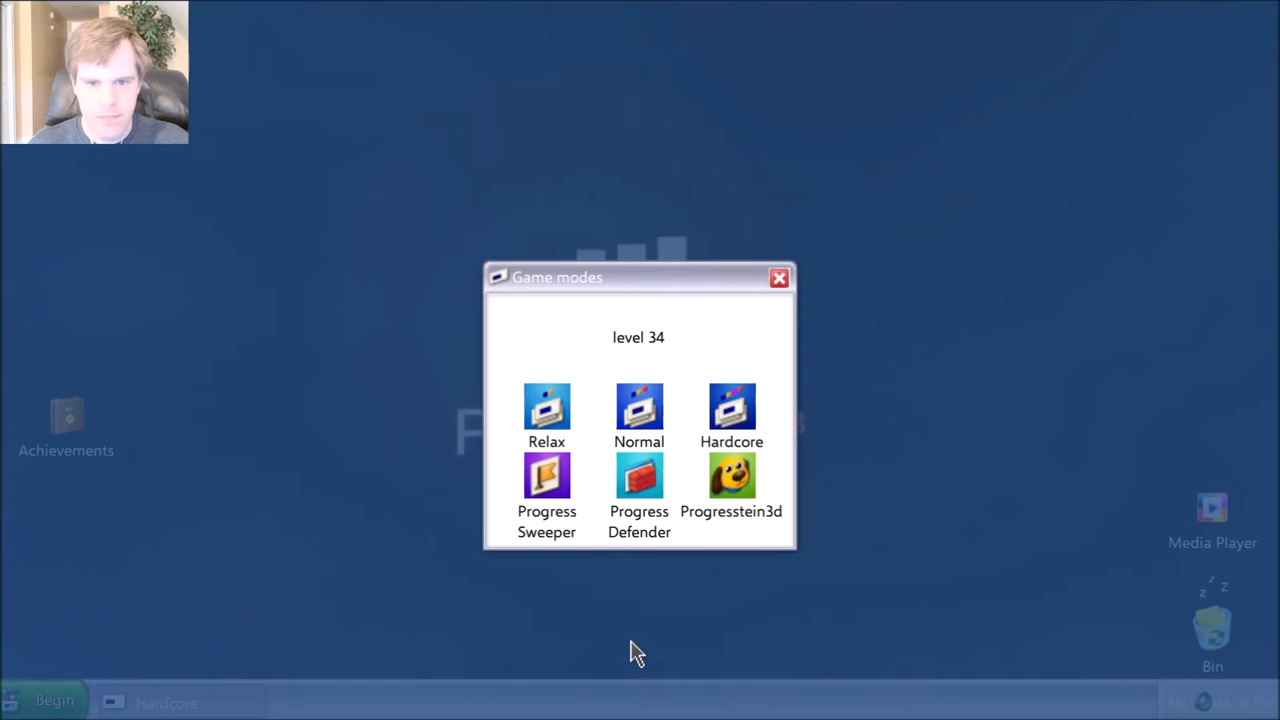 Game modes
level 34
Relax
Normal
Hardcore
Progress
Sweeper
Progress
Defender
Progresstein3d
Achievements
Media Player
Bin
Begin
Hardcore